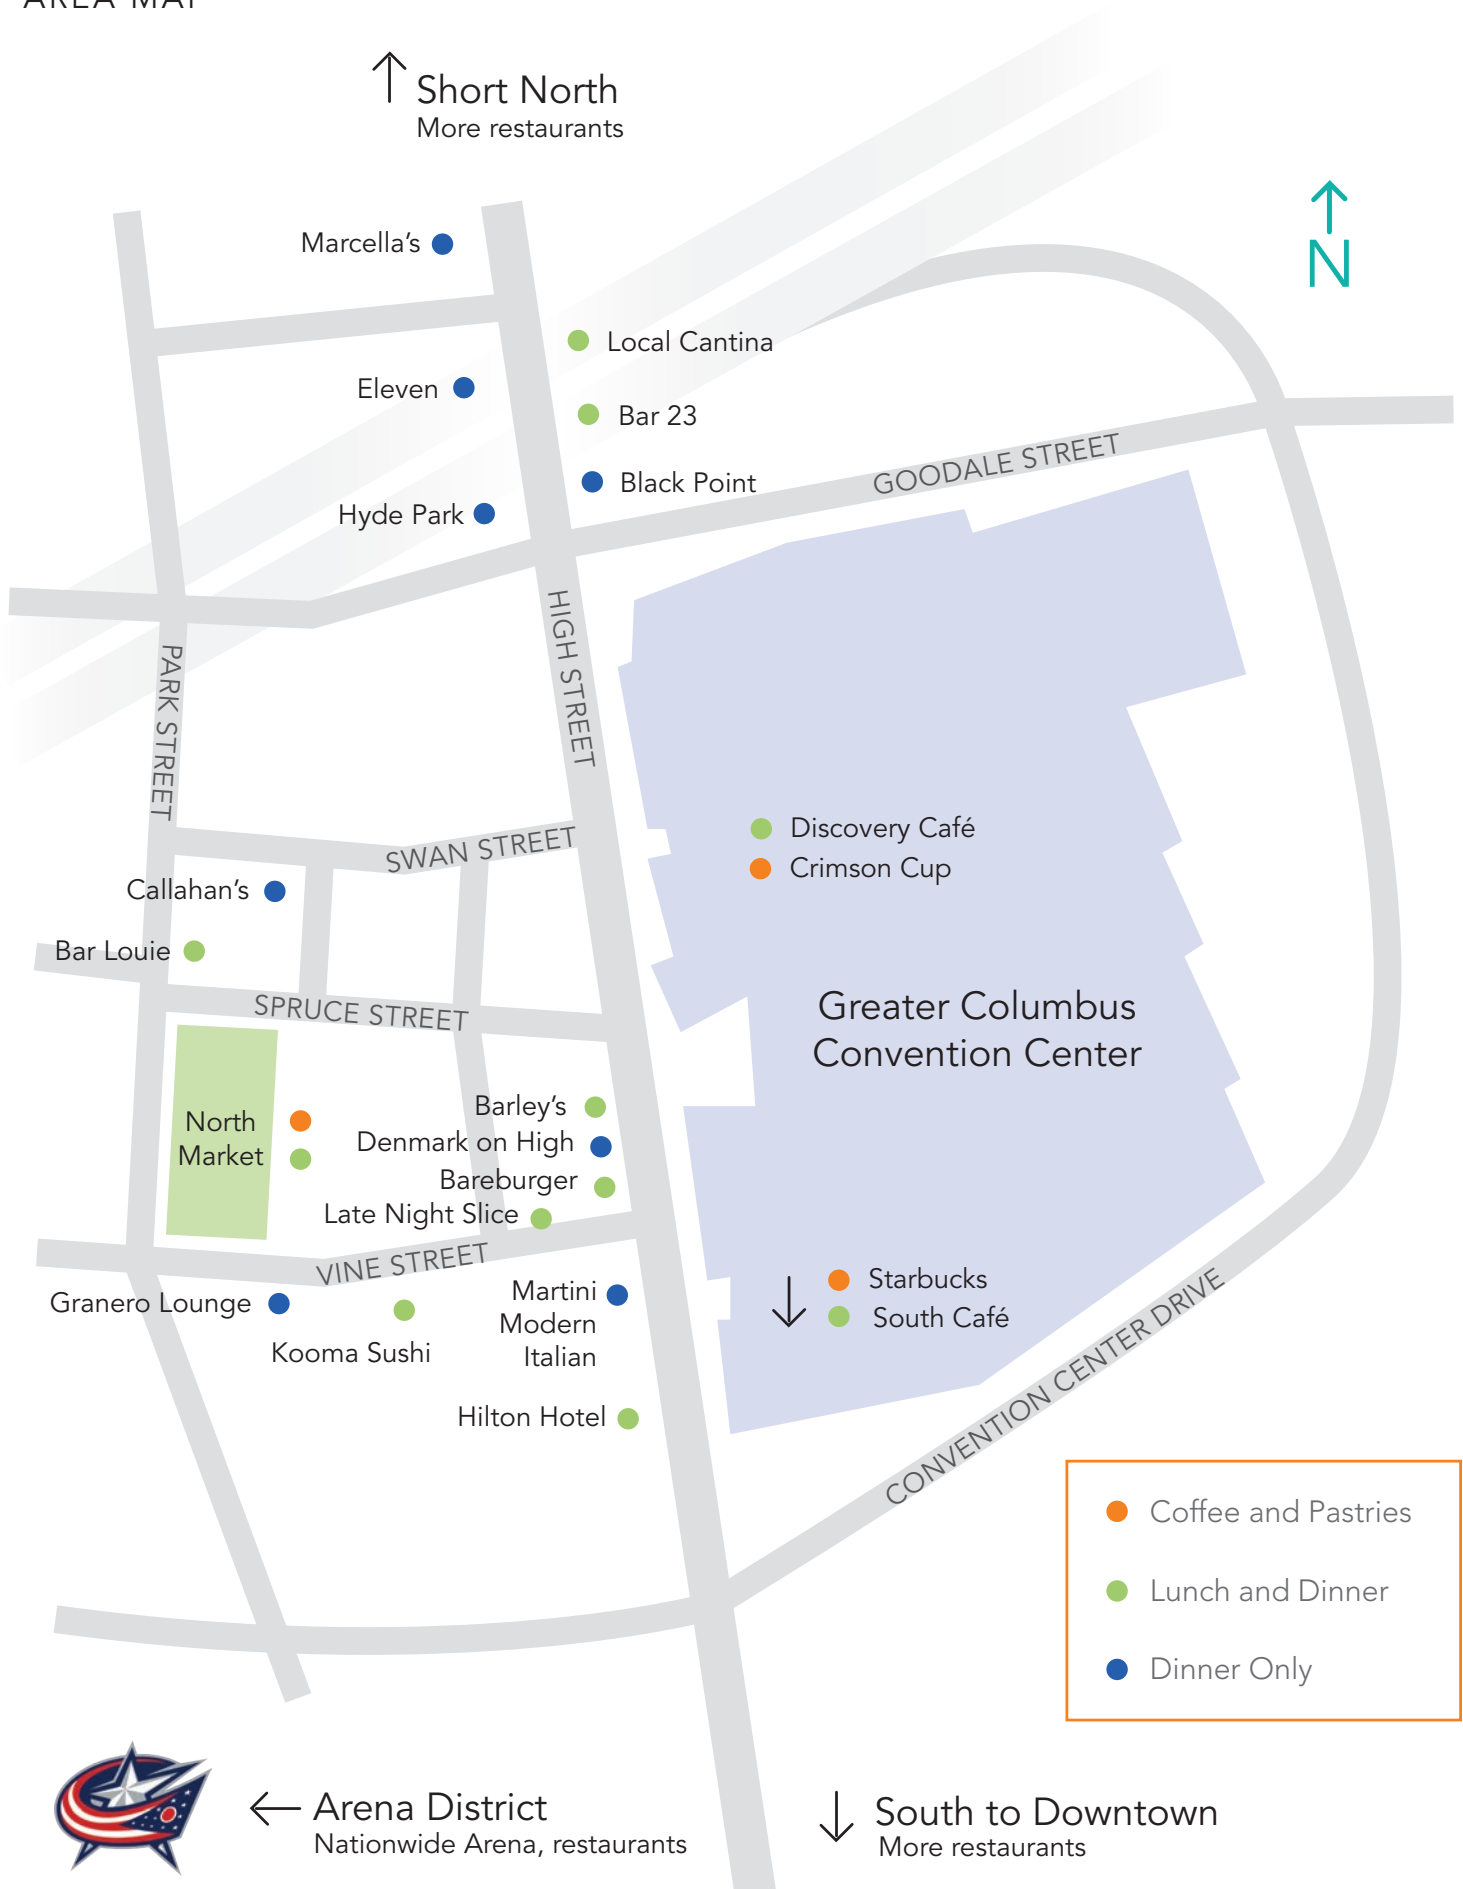 AREA MAP
Short North
More restaurants
N
Marcella's
Local Cantina
Eleven
Bar 23
GOODALE STREET
Black Point
Hyde Park
HIGH STREET
PARK STREET
SWAN STREET
Discovery Café
Crimson Cup
Callahan's
Bar Louie
SPRUCE STREET
Greater Columbus
Convention Center
North
Market
Barley's
Denmark on High
Bareburger
Late Night Slice
VINE STREET
Granero Lounge
Kooma Sushi
Martini
Modern
Italian
Starbucks
South Café
Hilton Hotel
CONVENTION CENTER DRIVE
Coffee and Pastries
Lunch and Dinner
Dinner Only
Arena District
Nationwide Arena, restaurants
South to Downtown
More restaurants